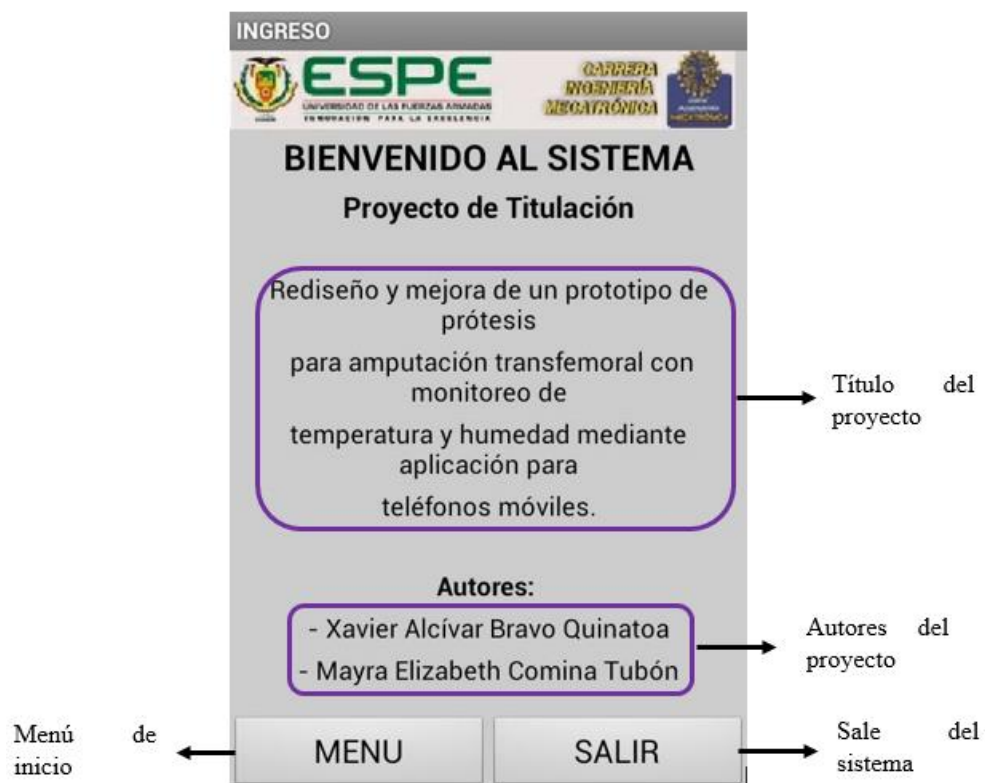 INGRESO
ESPE
UNIVERSIDAD DE LAS FUERZAS ARMADAS
INNOVACIÓN PARA LA EXCELENCIA
CARRERA
INGENIERÍA
MECATRÓNICA
BIENVENIDO AL SISTEMA
Proyecto de Titulación
Rediseño y mejora de un prototipo de
prótesis
para amputación transfemoral con
monitoreo de
temperatura y humedad mediante
aplicación para
teléfonos móviles.
Título del
proyecto
Autores:
- Xavier Alcívar Bravo Quinatoa
- Mayra Elizabeth Comina Tubón
Autores del
proyecto
Menú de
inicio
MENU
SALIR
Sale del
sistema